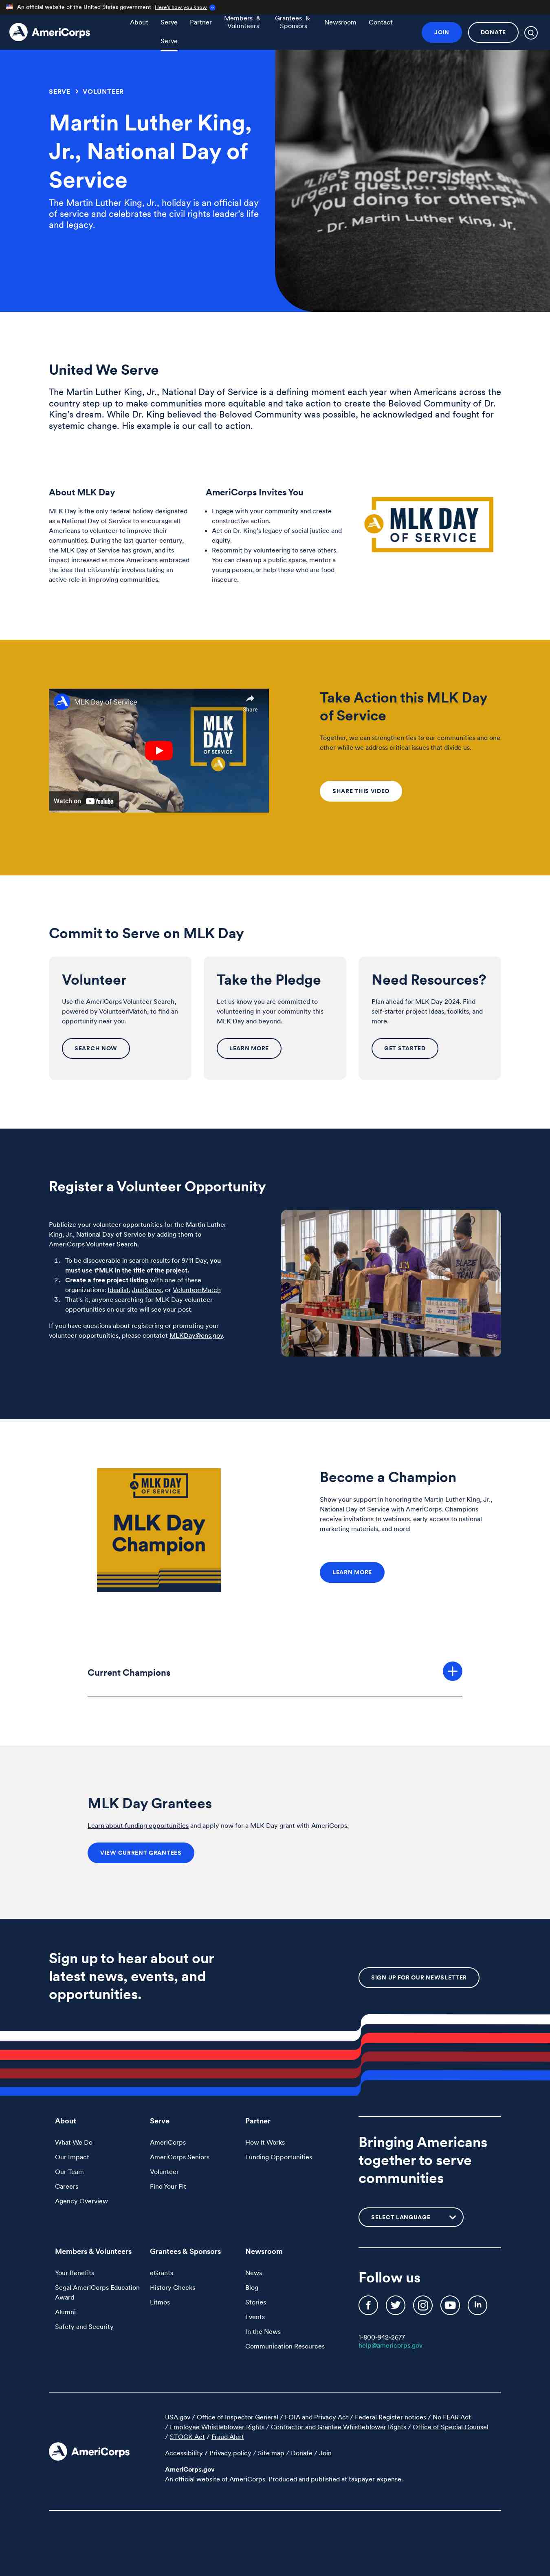 An official website of the United States government Here's how you know
AmeriCorps
About
Serve
Partner
Members & Volunteers
Grantees & Sponsors
Newsroom
Contact
JOIN
DONATE
Serve
SERVE > VOLUNTEER
Martin Luther King,
Jr., National Day of
Service
The Martin Luther King, Jr., holiday is an official day
of service and celebrates the civil rights leader's life
and legacy.
"Life's most persistent
and urgent question is
what are you doing for others?"
- Dr. Martin Luther King, Jr.
United We Serve
The Martin Luther King, Jr., National Day of Service is a defining moment each year when Americans across the
country step up to make communities more equitable and take action to create the Beloved Community of Dr.
King's dream. While Dr. King believed the Beloved Community was possible, he acknowledged and fought for
systemic change. His example is our call to action.
About MLK Day
MLK Day is the only federal holiday designated
as a National Day of Service to encourage all
Americans to volunteer to improve their
communities. During the last quarter-century,
the MLK Day of Service has grown, and its
impact increased as more Americans embraced
the idea that citizenship involves taking an
active role in improving communities.
AmeriCorps Invites You
• Engage with your community and create
constructive action.
• Act on Dr. King's legacy of social justice and
equity.
• Recommit by volunteering to serve others.
You can clean up a public space, mentor a
young person, or help those who are food
insecure.
MLK DAY
OF SERVICE
MLK Day of Service
Share
MLK
DAY
OF
SERVICE
Watch on YouTube
Take Action this MLK Day
of Service
Together, we can strengthen ties to our communities and one
other while we address critical issues that divide us.
SHARE THIS VIDEO
Commit to Serve on MLK Day
Volunteer
Use the AmeriCorps Volunteer Search,
powered by VolunteerMatch, to find an
opportunity near you.
SEARCH NOW
Take the Pledge
Let us know you are committed to
volunteering in your community this
MLK Day and beyond.
LEARN MORE
Need Resources?
Plan ahead for MLK Day 2024. Find
self-starter project ideas, toolkits, and
more.
GET STARTED
Register a Volunteer Opportunity
Publicize your volunteer opportunities for the Martin Luther
King, Jr., National Day of Service by adding them to
AmeriCorps Volunteer Search.
1. To be discoverable in search results for 9/11 Day, you
must use #MLK in the title of the project.
2. Create a free project listing with one of these
organizations: Idealist, JustServe, or VolunteerMatch
3. That's it, anyone searching for MLK Day volunteer
opportunities on our site will see your post.
If you have questions about registering or promoting your
volunteer opportunities, please contatct MLKDay@cns.gov.
MLK DAY
OF SERVICE
MLK Day
Champion
Become a Champion
Show your support in honoring the Martin Luther King, Jr.,
National Day of Service with AmeriCorps. Champions
receive invitations to webinars, early access to national
marketing materials, and more!
LEARN MORE
Current Champions
MLK Day Grantees
Learn about funding opportunities and apply now for a MLK Day grant with AmeriCorps.
VIEW CURRENT GRANTEES
Sign up to hear about our
latest news, events, and
opportunities.
SIGN UP FOR OUR NEWSLETTER
About
What We Do
Our Impact
Our Team
Careers
Agency Overview
Serve
AmeriCorps
AmeriCorps Seniors
Volunteer
Find Your Fit
Partner
How it Works
Funding Opportunities
Bringing Americans
together to serve
communities
SELECT LANGUAGE
Members & Volunteers
Your Benefits
Segal AmeriCorps Education
Award
Alumni
Safety and Security
Grantees & Sponsors
eGrants
History Checks
Litmos
Newsroom
News
Blog
Stories
Events
In the News
Communication Resources
Follow us
1-800-942-2677
help@americorps.gov
AmeriCorps
USA.gov / Office of Inspector General / FOIA and Privacy Act / Federal Register notices / No FEAR Act
/ Employee Whistleblower Rights / Contractor and Grantee Whistleblower Rights / Office of Special Counsel
/ STOCK Act / Fraud Alert
Accessibility / Privacy policy / Site map / Donate / Join
AmeriCorps.gov
An official website of AmeriCorps. Produced and published at taxpayer expense.